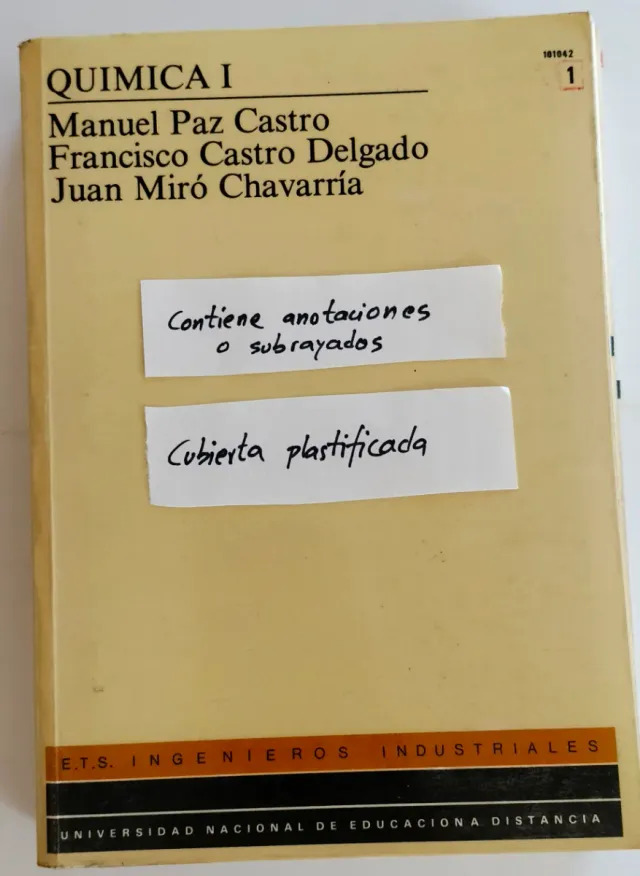 101042
1
QUIMICA I
Manuel Paz Castro
Francisco Castro Delgado
Juan Miró Chavarría
Contiene anotaciones
o subrayados
Cubierta plastificada
E.T.S. INGENIEROS INDUSTRIALES
UNIVERSIDAD NACIONAL DE EDUCACIONA DISTANCIA